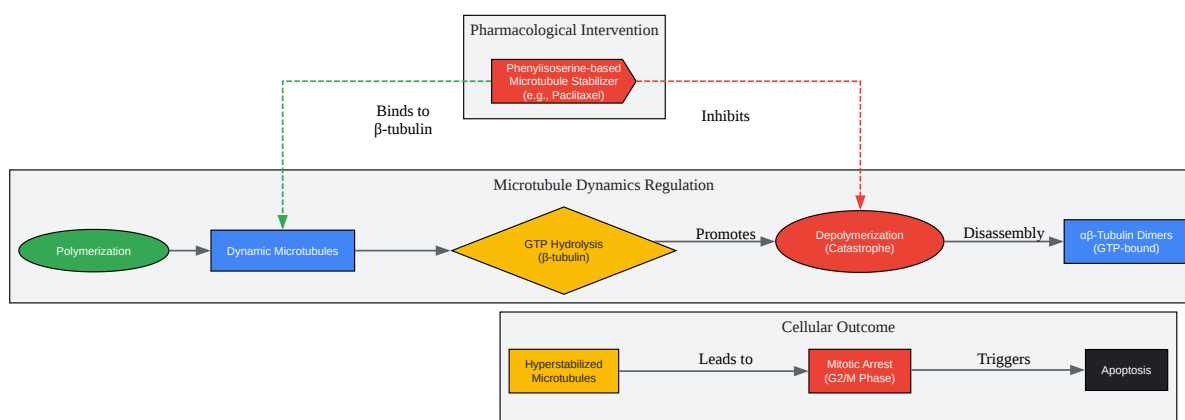 Pharmacological Intervention
Phenylisoserine-based
Microtubule Stabilizer
(e.g., Paclitaxel)
Binds to
β-tubulin
Inhibits
Microtubule Dynamics Regulation
Polymerization
Dynamic Microtubules
GTP Hydrolysis
(β-tubulin)
Promotes
Depolymerization
(Catastrophe)
Disassembly
αβ-Tubulin Dimers
(GTP-bound)
Cellular Outcome
Hyperstabilized
Microtubules
Leads to
Mitotic Arrest
(G2/M Phase)
Triggers
Apoptosis